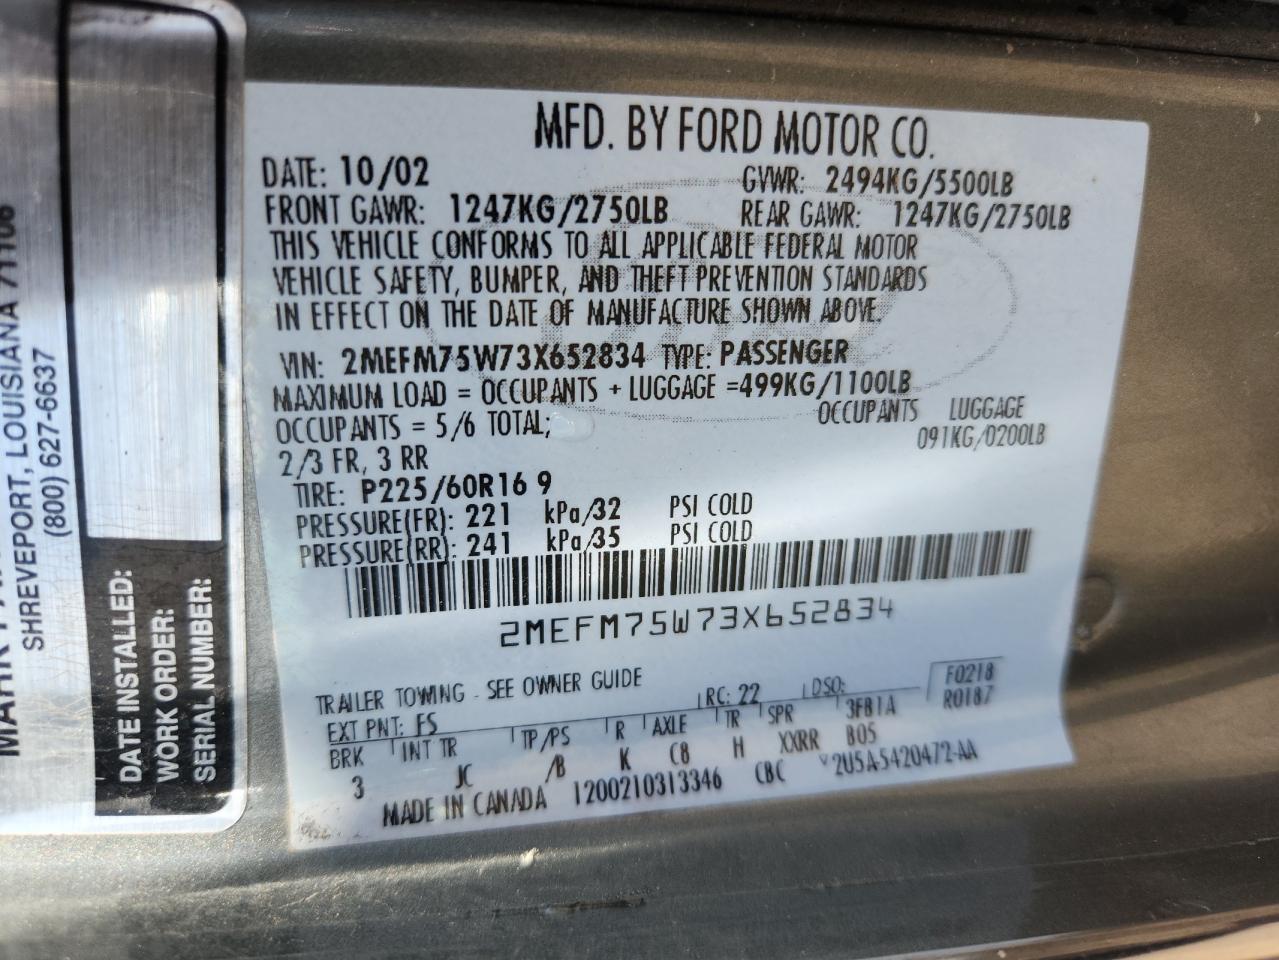 MFD. BY FORD MOTOR CO.
DATE: 10/02 GVWR: 2494KG/5500LB
FRONT GAWR: 1247KG/2750LB REAR GAWR: 1247KG/2750LB
THIS VEHICLE CONFORMS TO ALL APPLICABLE FEDERAL MOTOR
VEHICLE SAFETY, BUMPER, AND THEFT PREVENTION STANDARDS
IN EFFECT ON THE DATE OF MANUFACTURE SHOWN ABOVE.
VIN: 2MEFM75W73X652834 TYPE: PASSENGER
MAXIMUM LOAD = OCCUPANTS + LUGGAGE =499KG/1100LB
OCCUPANTS = 5/6 TOTAL; OCCUPANTS LUGGAGE
2/3 FR, 3 RR 091KG/0200LB
TIRE: P225/60R16 9
PRESSURE(FR): 221 kPa/32 PSI COLD
PRESSURE(RR): 241 kPa/35 PSI COLD
2MEFM75W73X652834
TRAILER TOWING - SEE OWNER GUIDE
EXT PNT: FS RC: 22 DSO: F0218
BRK INT TR TP/PS R AXLE TR SPR 3FB1A R0187
3 JC /B K C8 H XXRR B05
MADE IN CANADA 1200210313346 CBC V2U5A-5420472-AA
SHREVEPORT, LOUISIANA 71106
(800) 627-6637
DATE INSTALLED:
WORK ORDER:
SERIAL NUMBER: